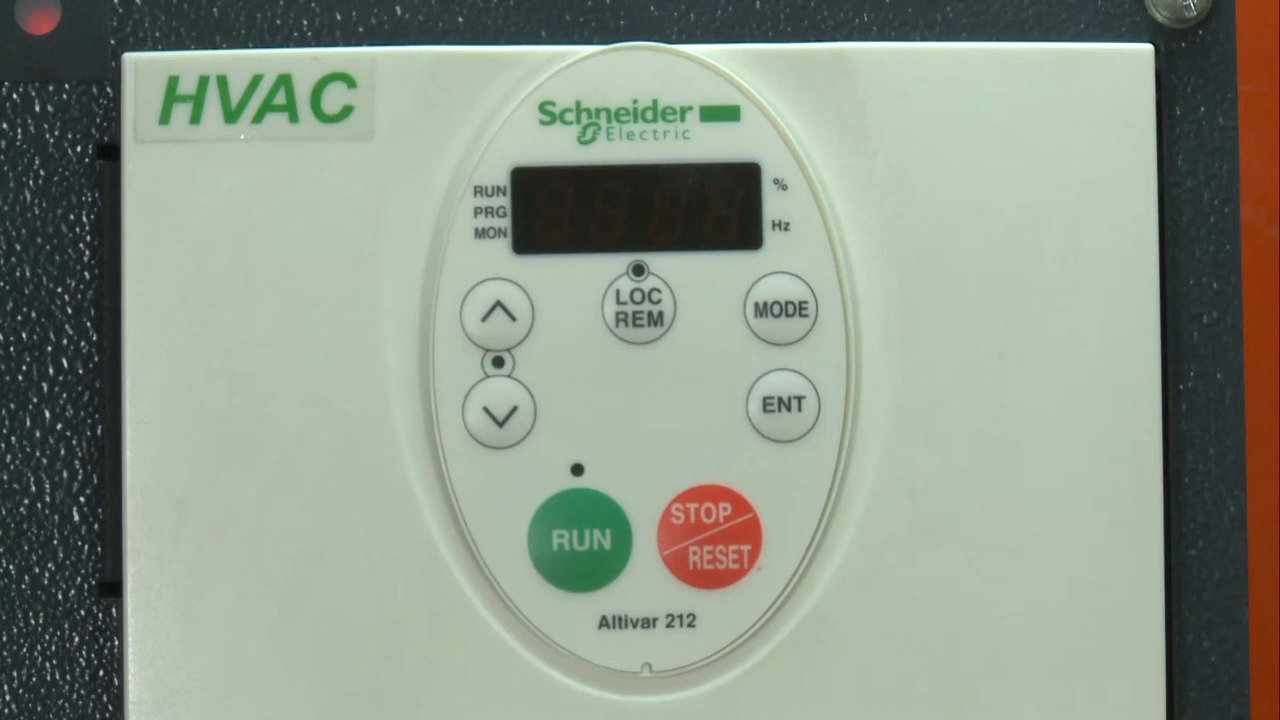 HVAC
Schneider
Electric
RUN
PRG
MON
%
Hz
LOC
REM
MODE
ENT
RUN
STOP
RESET
Altivar 212